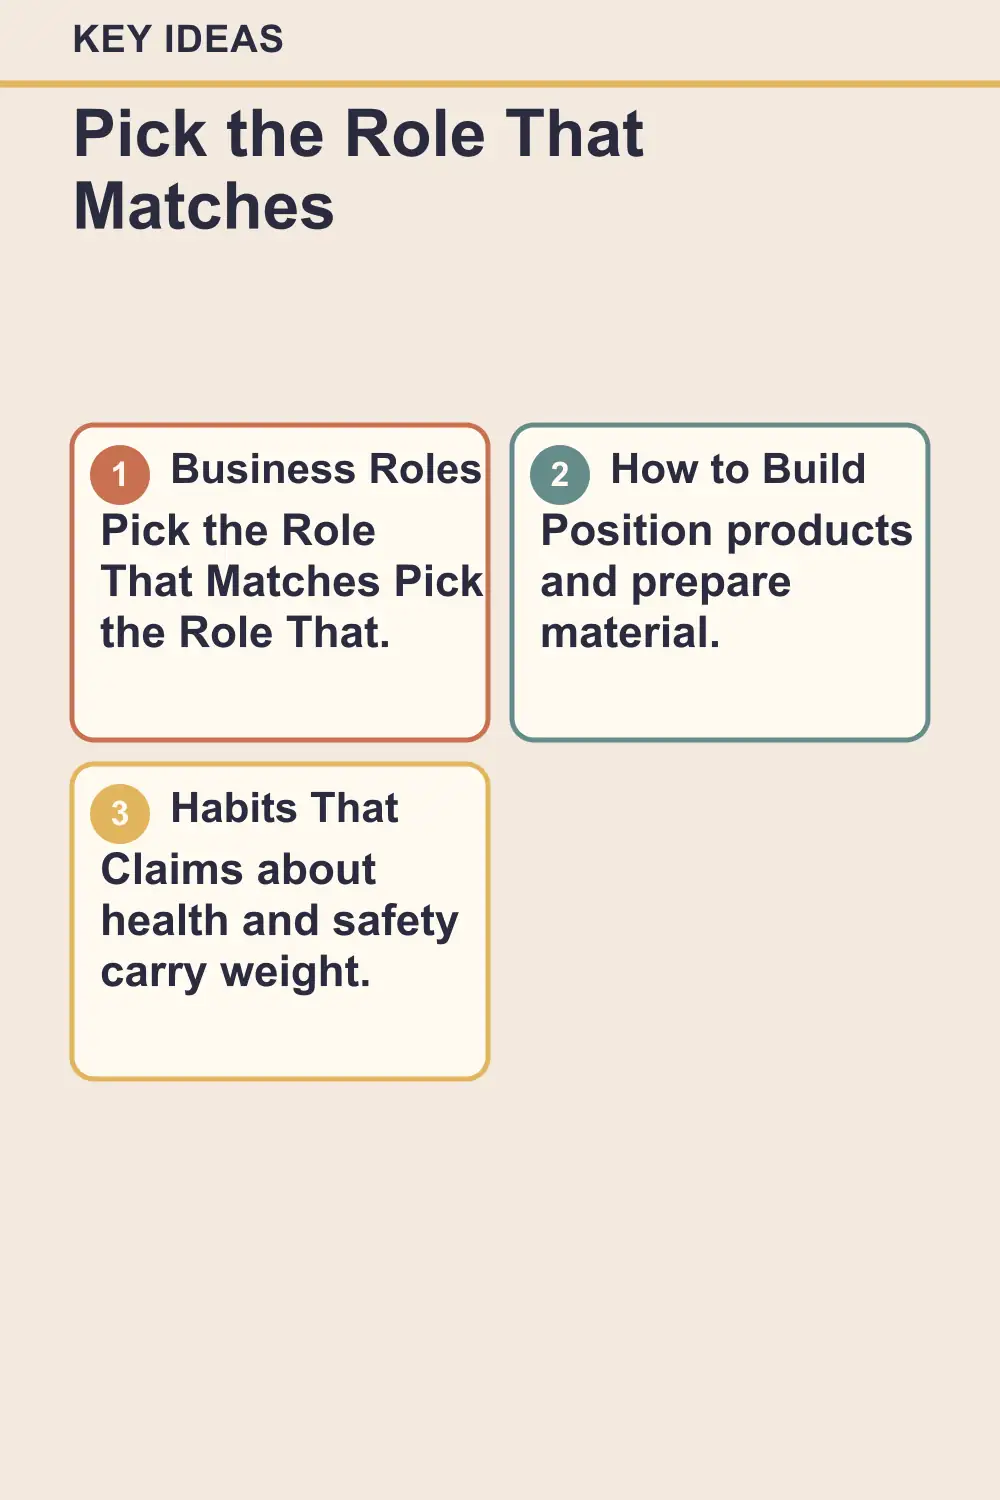 KEY IDEAS
Pick the Role That
Matches
1 Business Roles
Pick the Role
That Matches Pick
the Role That.
2 How to Build
Position products
and prepare
material.
3 Habits That
Claims about
health and safety
carry weight.